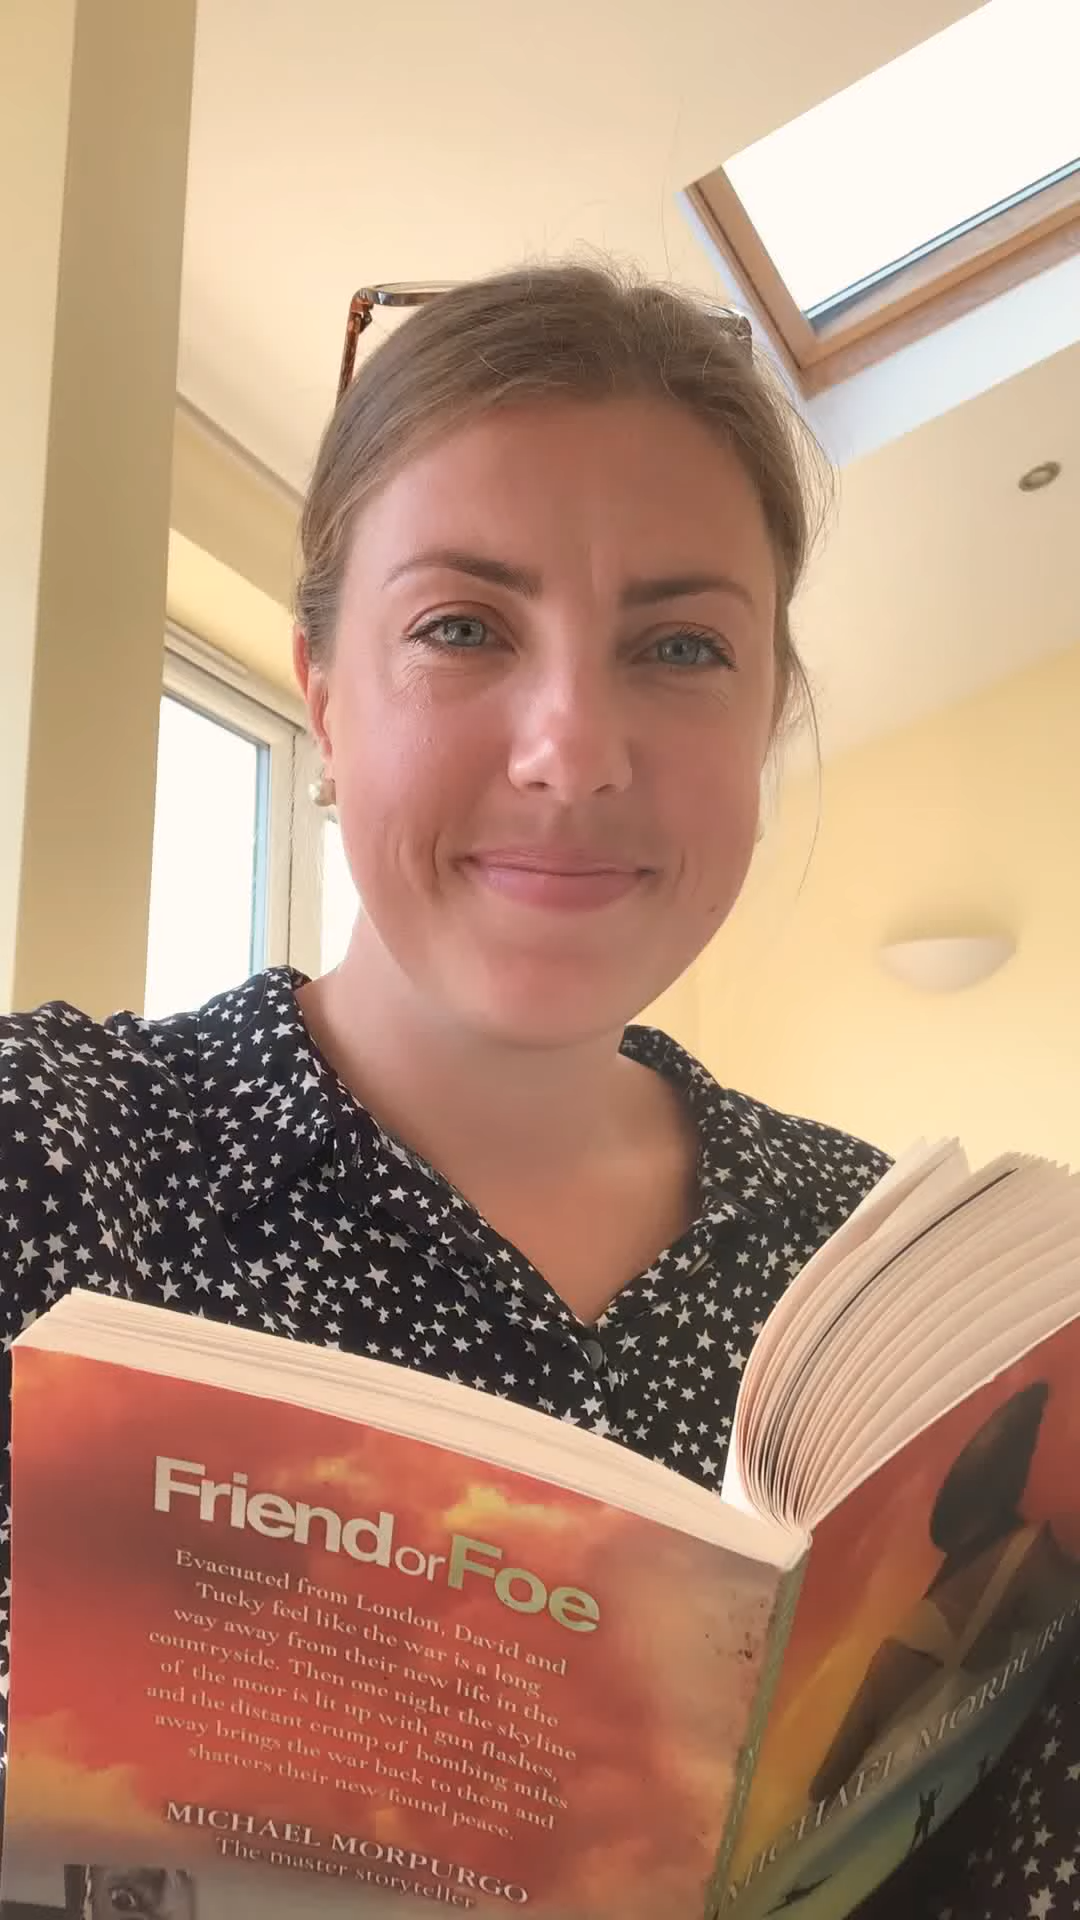 Friend or Foe
Evacuated from London, David and
Tucky feel like the war is a long
way away from their new life in the
countryside. Then one night the skyline
of the moor is lit up with gun flashes,
and the distant crump of bombing miles
away brings the war back to them and
shatters their new-found peace.
MICHAEL MORPURGO
The master storyteller
MICHAEL MORPURGO